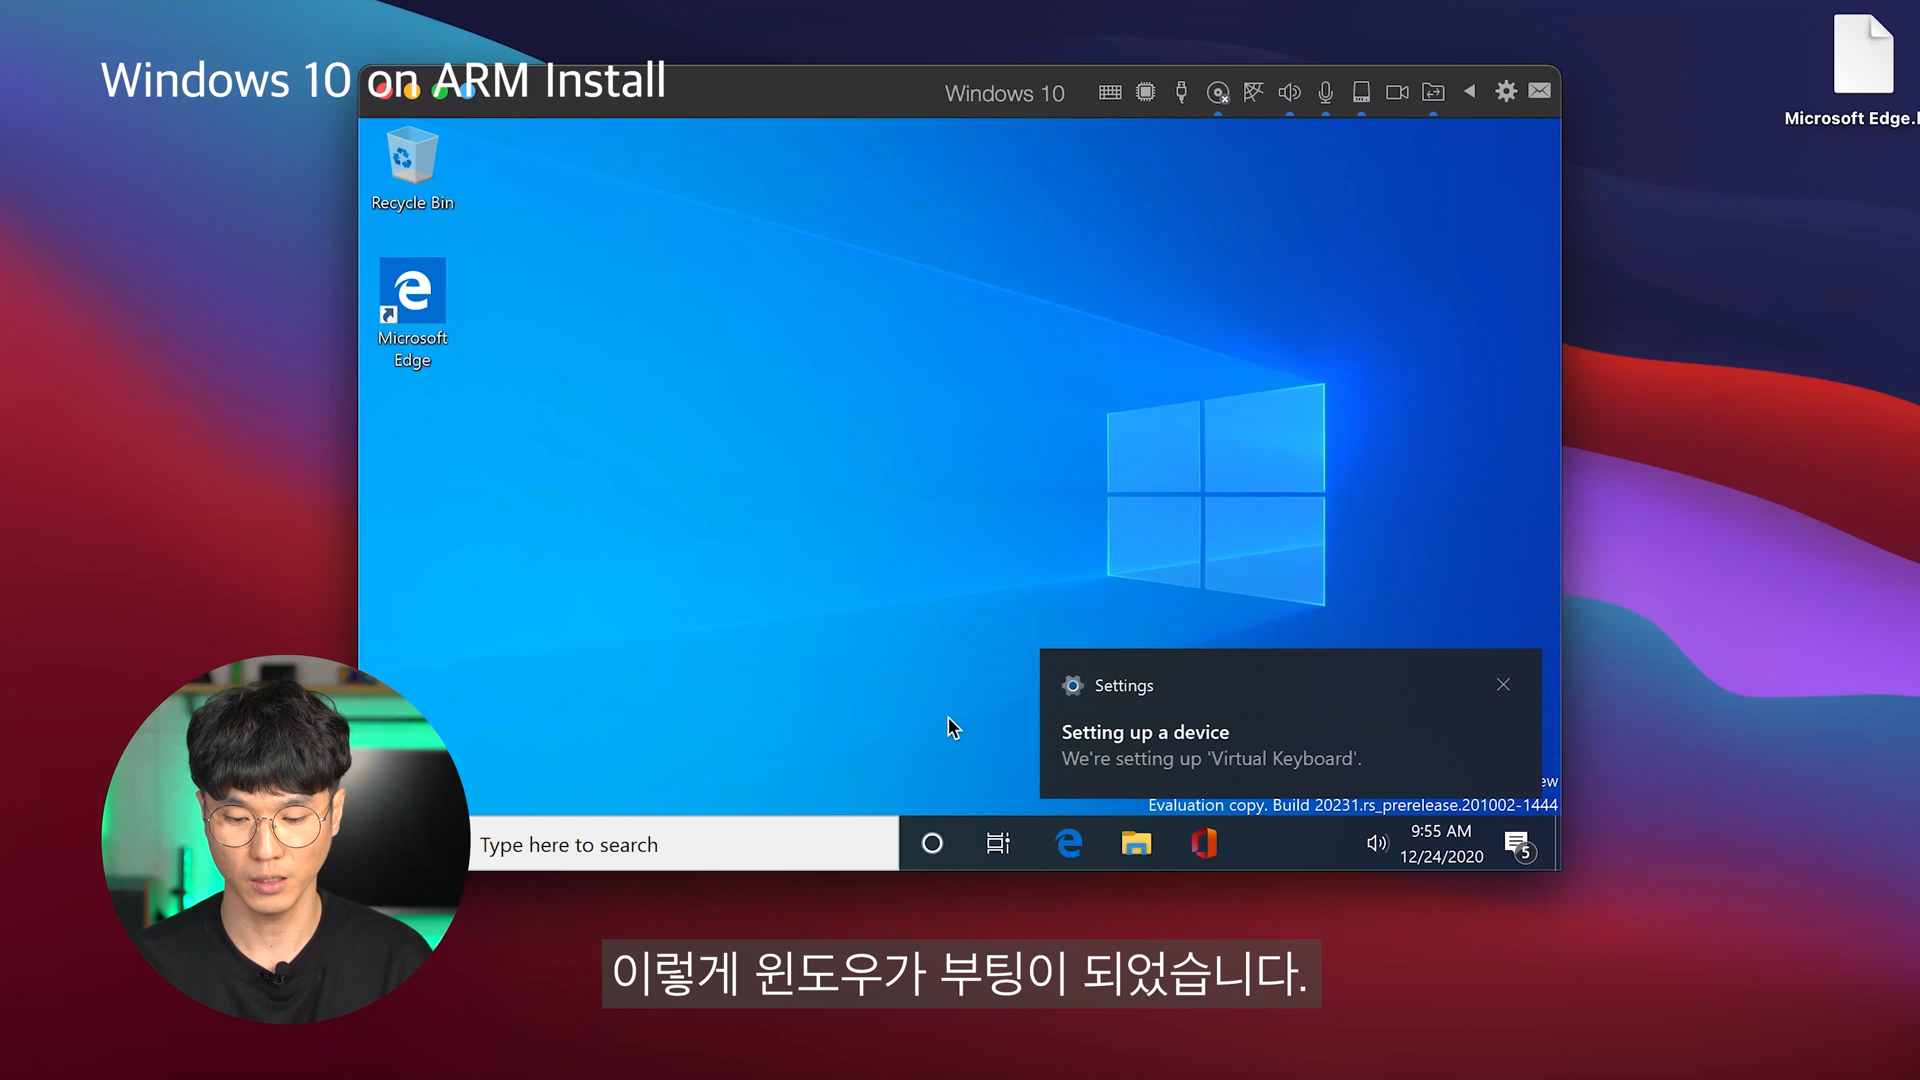 Windows 10 on ARM Install
Windows 10
Microsoft Edge.
Recycle Bin
Microsoft
Edge
Settings
Setting up a device
We're setting up 'Virtual Keyboard'.
ew
Evaluation copy. Build 20231.rs_prerelease.201002-1444
Type here to search
9:55 AM
12/24/2020
5
이렇게 윈도우가 부팅이 되었습니다.